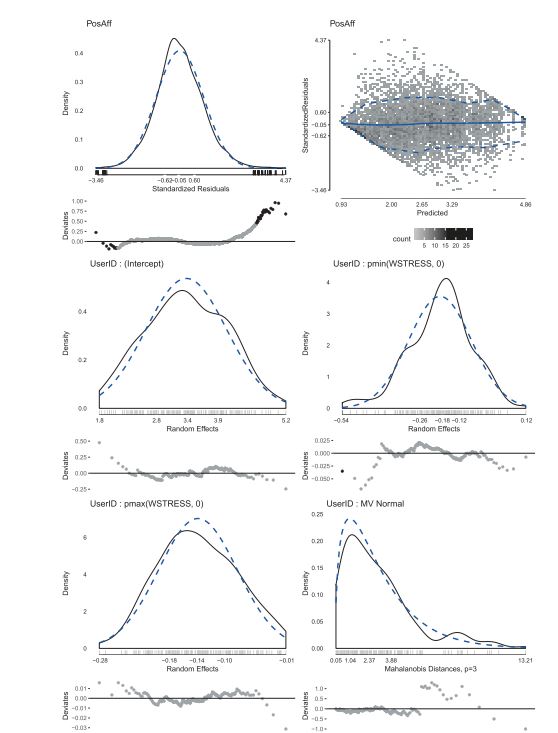 PosAff
Density
0.4
0.3
0.2
0.1
0.0
−3.46 −0.62 −0.05 0.60 4.37
Standardized Residuals
Deviates
1.00
0.75
0.50
0.25
0.00
PosAff
StandardizedResiduals
4.37
0.60
−0.05
−0.62
−3.46
0.93 2.00 2.65 3.29 4.86
Predicted
count
5 10 15 20 25
UserID : (Intercept)
Density
0.4
0.2
0.0
1.8 2.8 3.4 3.9 5.2
Random Effects
Deviates
0.50
0.25
0.00
−0.25
UserID : pmin(WSTRESS, 0)
Density
4
3
2
1
0
−0.54 −0.26 −0.18 −0.12 0.12
Random Effects
Deviates
0.025
0.000
−0.025
−0.050
UserID : pmax(WSTRESS, 0)
Density
6
4
2
0
−0.28 −0.18 −0.14 −0.10 −0.01
Random Effects
Deviates
0.01
0.00
−0.01
−0.02
−0.03
UserID : MV Normal
Density
0.25
0.20
0.15
0.10
0.05
0.00
0.05 1.04 2.37 3.88 13.21
Mahalanobis Distances, p=3
Deviates
1.0
0.5
0.0
−0.5
−1.0